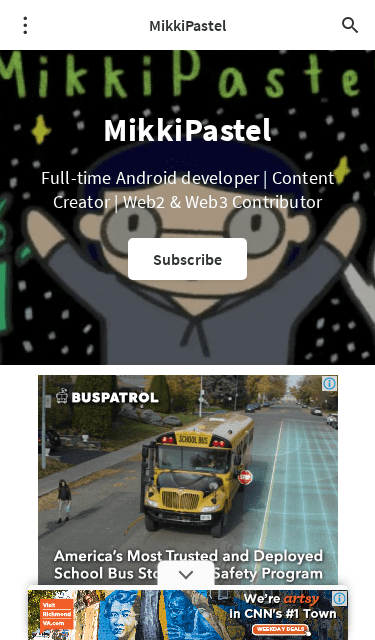 MikkiPastel
MikkiPaste
MikkiPastel
Full-time Android developer | Content
Creator | Web2 & Web3 Contributor
Subscribe
BUSPATROL
SCHOOL BUS
STOP
America's Most Trusted and Deployed
School Bus Sto Safety Program
Visit
Richmond
VA.com
We're artsy
in CNN's #1 Town
WEEKDAY DEALS